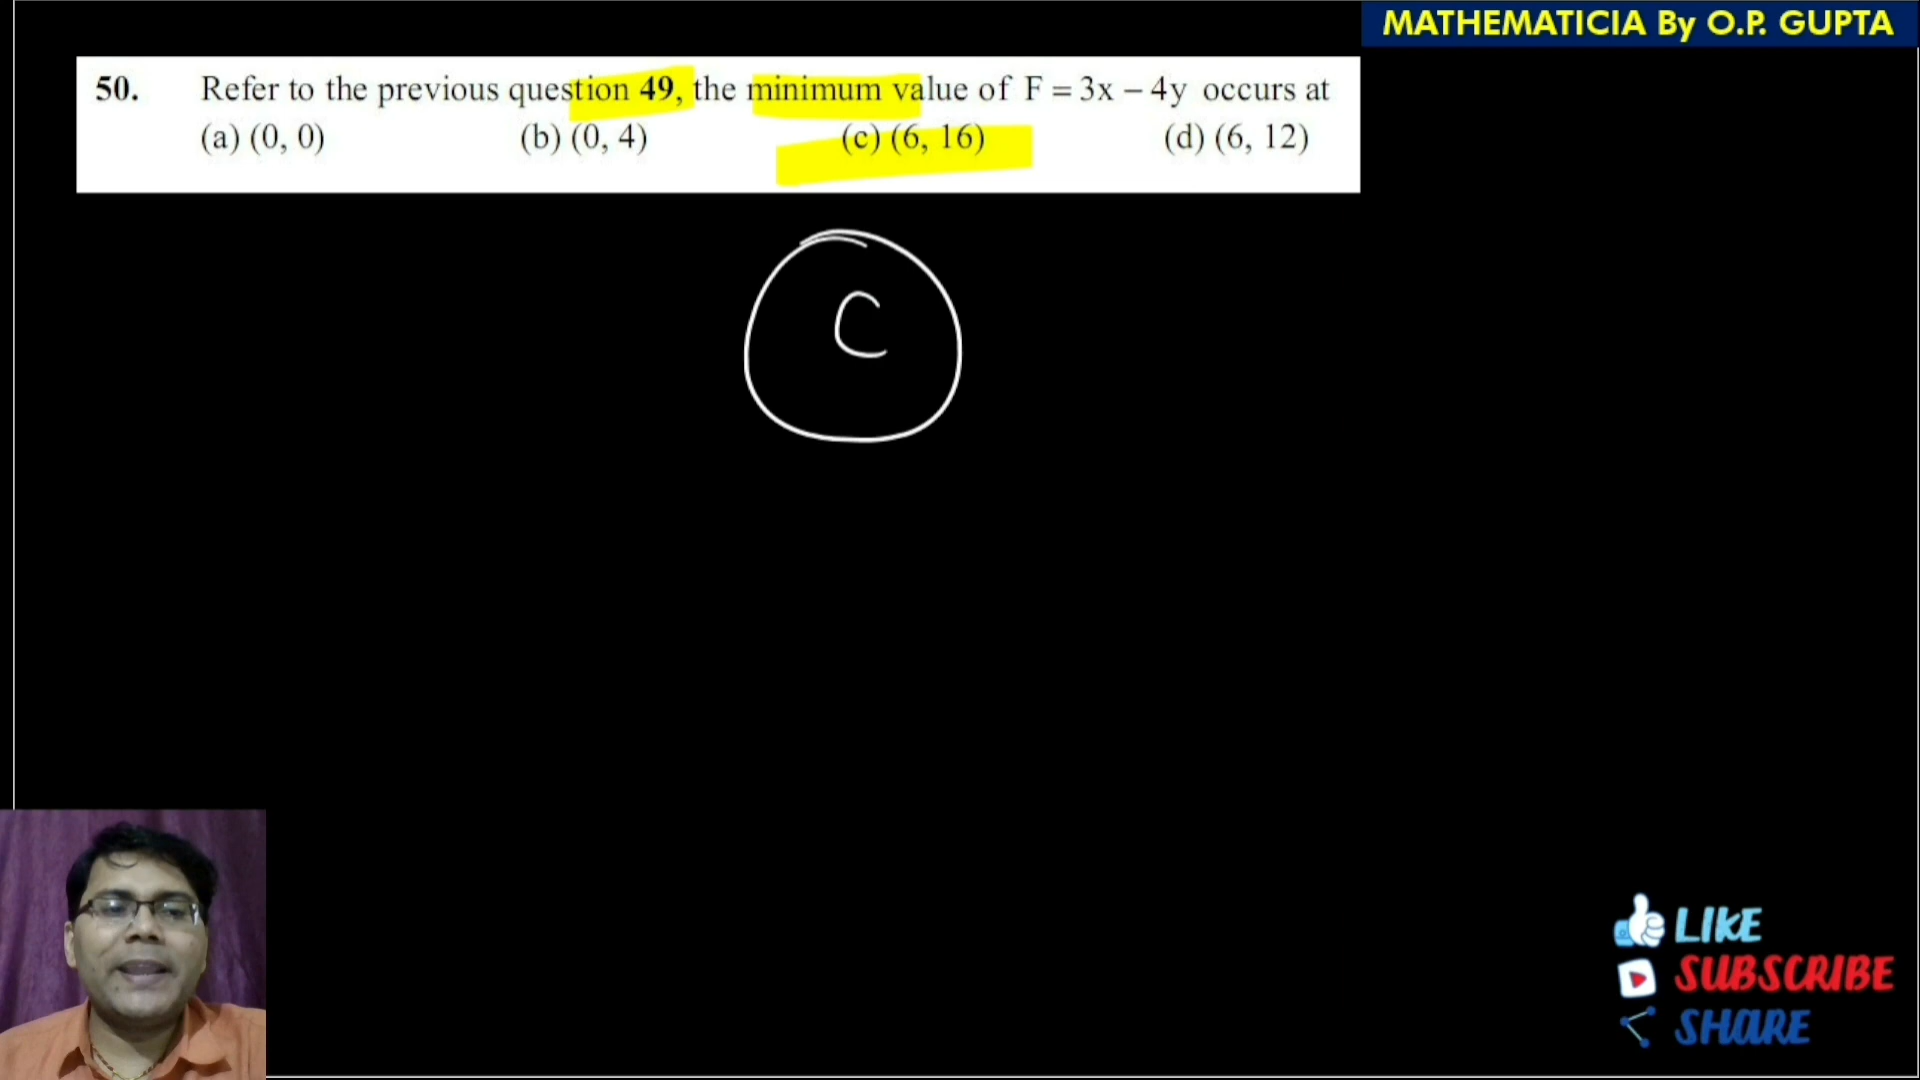 MATHEMATICIA By O.P. GUPTA
50. Refer to the previous question 49, the minimum value of F = 3x – 4y occurs at
(a) (0, 0) (b) (0, 4) (c) (6, 16) (d) (6, 12)
C
LIKE
SUBSCRIBE
SHARE